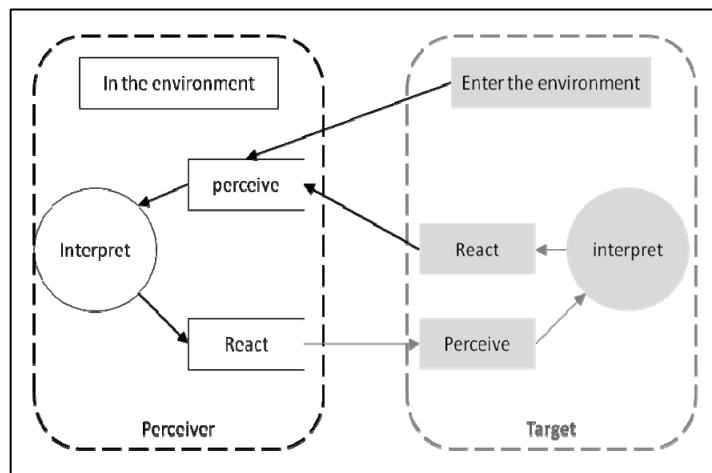 In the environment
Enter the environment
perceive
Interpret
React
interpret
React
Perceive
Perceiver
Target